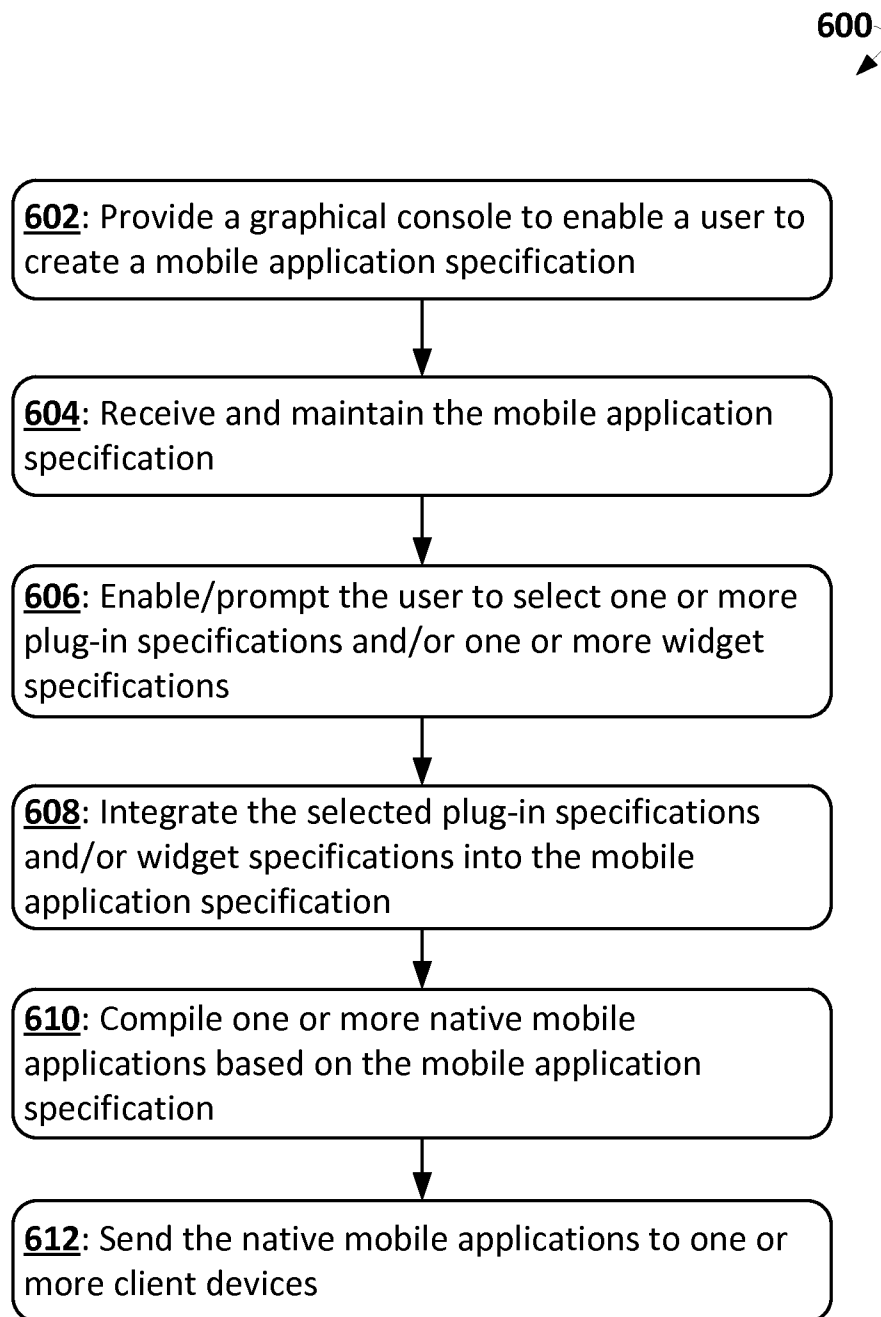 600
602: Provide a graphical console to enable a user to
create a mobile application specification
604: Receive and maintain the mobile application
specification
606: Enable/prompt the user to select one or more
plug-in specifications and/or one or more widget
specifications
608: Integrate the selected plug-in specifications
and/or widget specifications into the mobile
application specification
610: Compile one or more native mobile
applications based on the mobile application
specification
612: Send the native mobile applications to one or
more client devices